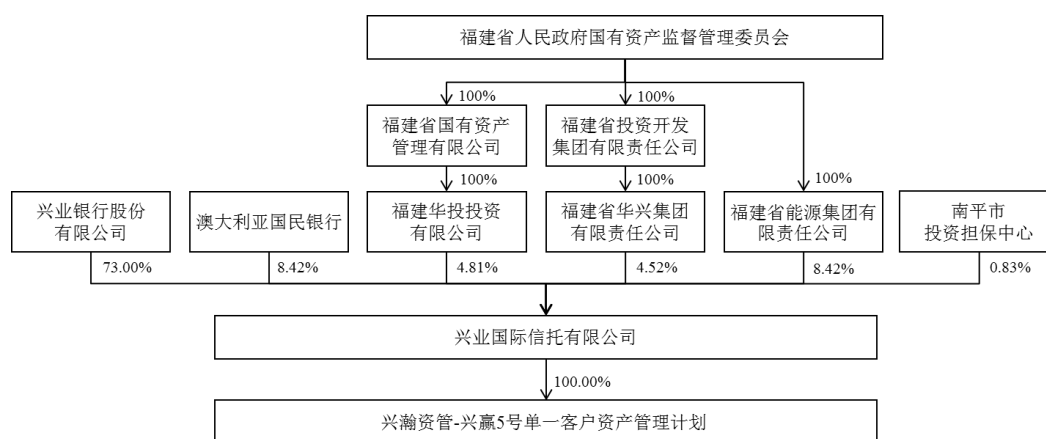 福建省人民政府国有资产监督管理委员会
100%
100%
福建省国有资产
管理有限公司
福建省投资开发
集团有限责任公司
100%
100%
100%
兴业银行股份
有限公司
澳大利亚国民银行
福建华投投资
有限公司
福建省华兴集团
有限责任公司
福建省能源集团有
限责任公司
南平市
投资担保中心
73.00%
8.42%
4.81%
4.52%
8.42%
0.83%
兴业国际信托有限公司
100.00%
兴瀚资管-兴赢5号单一客户资产管理计划